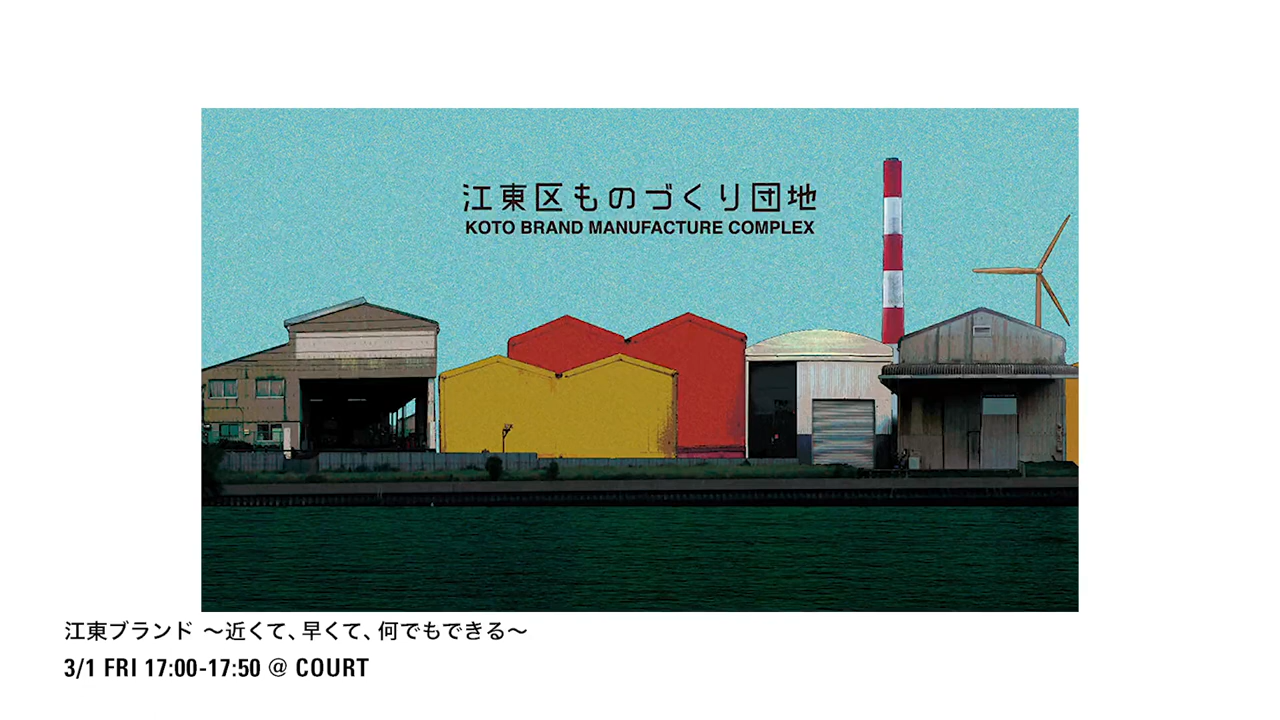 江東区ものづくり団地
KOTO BRAND MANUFACTURE COMPLEX
江東ブランド 〜近くて、早くて、何でもできる〜
3/1 FRI 17:00-17:50 @ COURT